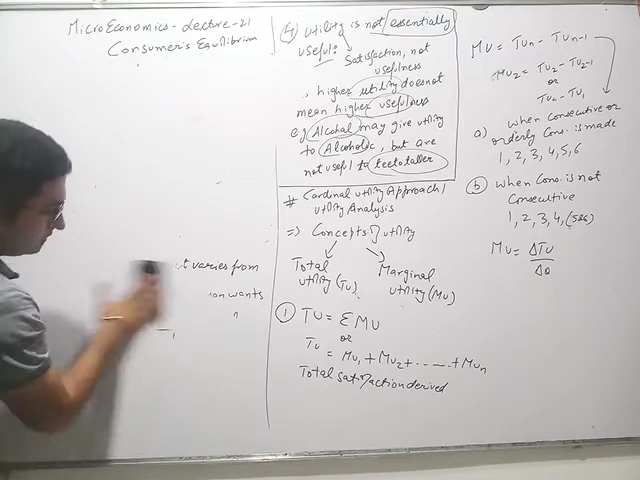 MicroEconomics - Lecture-21
Consumer's Equilibrium
it varies from
on wants
④ Utility is not essentially
useful:
Satisfaction, not
usefulness
, higher utility does not
mean higher usefulness
eg Alcohal may give utility
to Alcoholic, but are
not useful to teetotaller
# Cardinal utility Approach/
utility Analysis
=) Concepts of utility
Total
utility (TU)
Marginal
utility (MU)
① TU = ΣMU
or
TU
= MU1 + MU2 + ...... + MUn
Total satisfaction derived
MU = TUn - TUn-1
MU2 = TU2 - TU2-1
or
TU2 - TU1
a) when consecutive or
orderly Cons. is made
1, 2, 3, 4, 5, 6
b when Cons. is not
Consecutive
1, 2, 3, 4,
MU = ΔTU
ΔQ